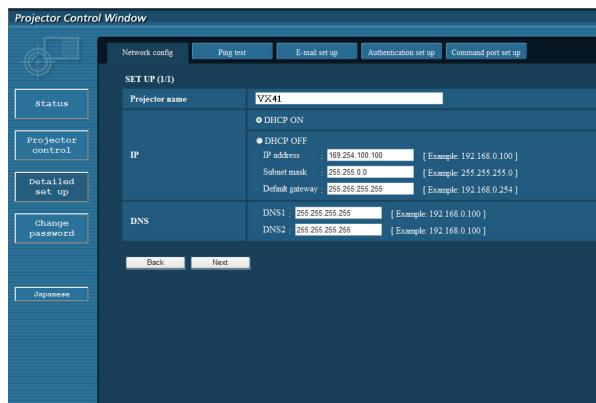 Projector Control Window
Network config
Ping test
E-mail set up
Authentication set up
Command port set up
SET UP (1/1)
Status
Projector control
Detailed set up
Change password
Japanese
Projector name
VX41
IP
DHCP ON
DHCP OFF
IP address : 169.254.100.100 [ Example: 192.168.0.100 ]
Subnet mask : 255.255.0.0 [ Example: 255.255.255.0 ]
Default gateway : 255.255.255.255 [ Example: 192.168.0.254 ]
DNS
DNS1 : 255.255.255.255 [ Example: 192.168.0.100 ]
DNS2 : 255.255.255.255 [ Example: 192.168.0.100 ]
Back
Next